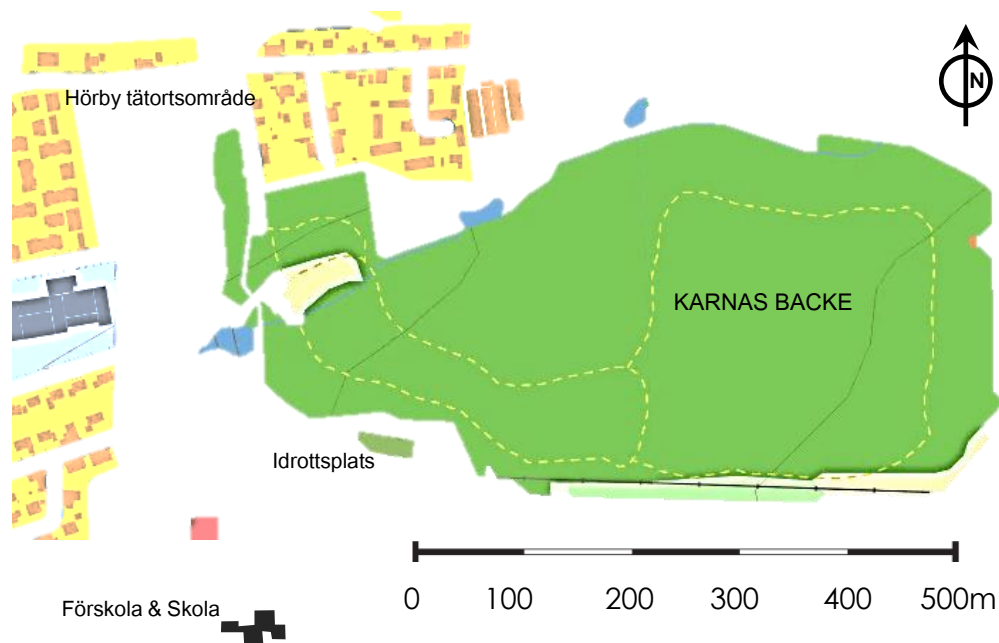 N
Hörby tätortsområde
KARNAS BACKE
Idrottsplats
0 100 200 300 400 500m
Förskola & Skola